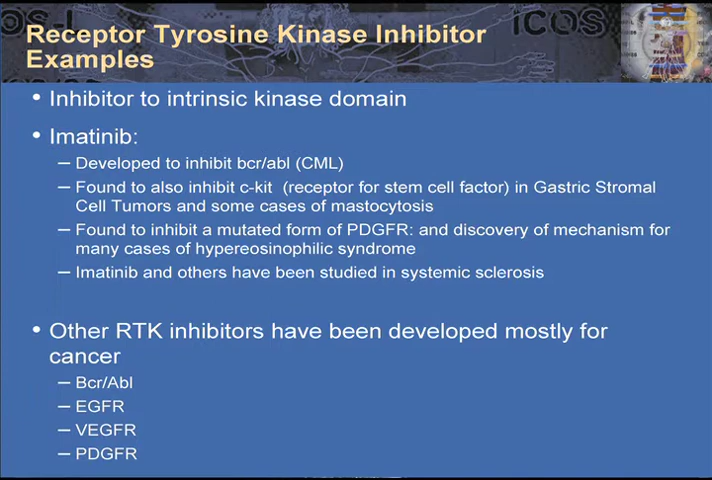 Receptor Tyrosine Kinase Inhibitor
Examples
ICOS-I
ICOS
• Inhibitor to intrinsic kinase domain
• Imatinib:
– Developed to inhibit bcr/abl (CML)
– Found to also inhibit c-kit (receptor for stem cell factor) in Gastric Stromal
Cell Tumors and some cases of mastocytosis
– Found to inhibit a mutated form of PDGFR: and discovery of mechanism for
many cases of hypereosinophilic syndrome
– Imatinib and others have been studied in systemic sclerosis
• Other RTK inhibitors have been developed mostly for
cancer
– Bcr/Abl
– EGFR
– VEGFR
– PDGFR